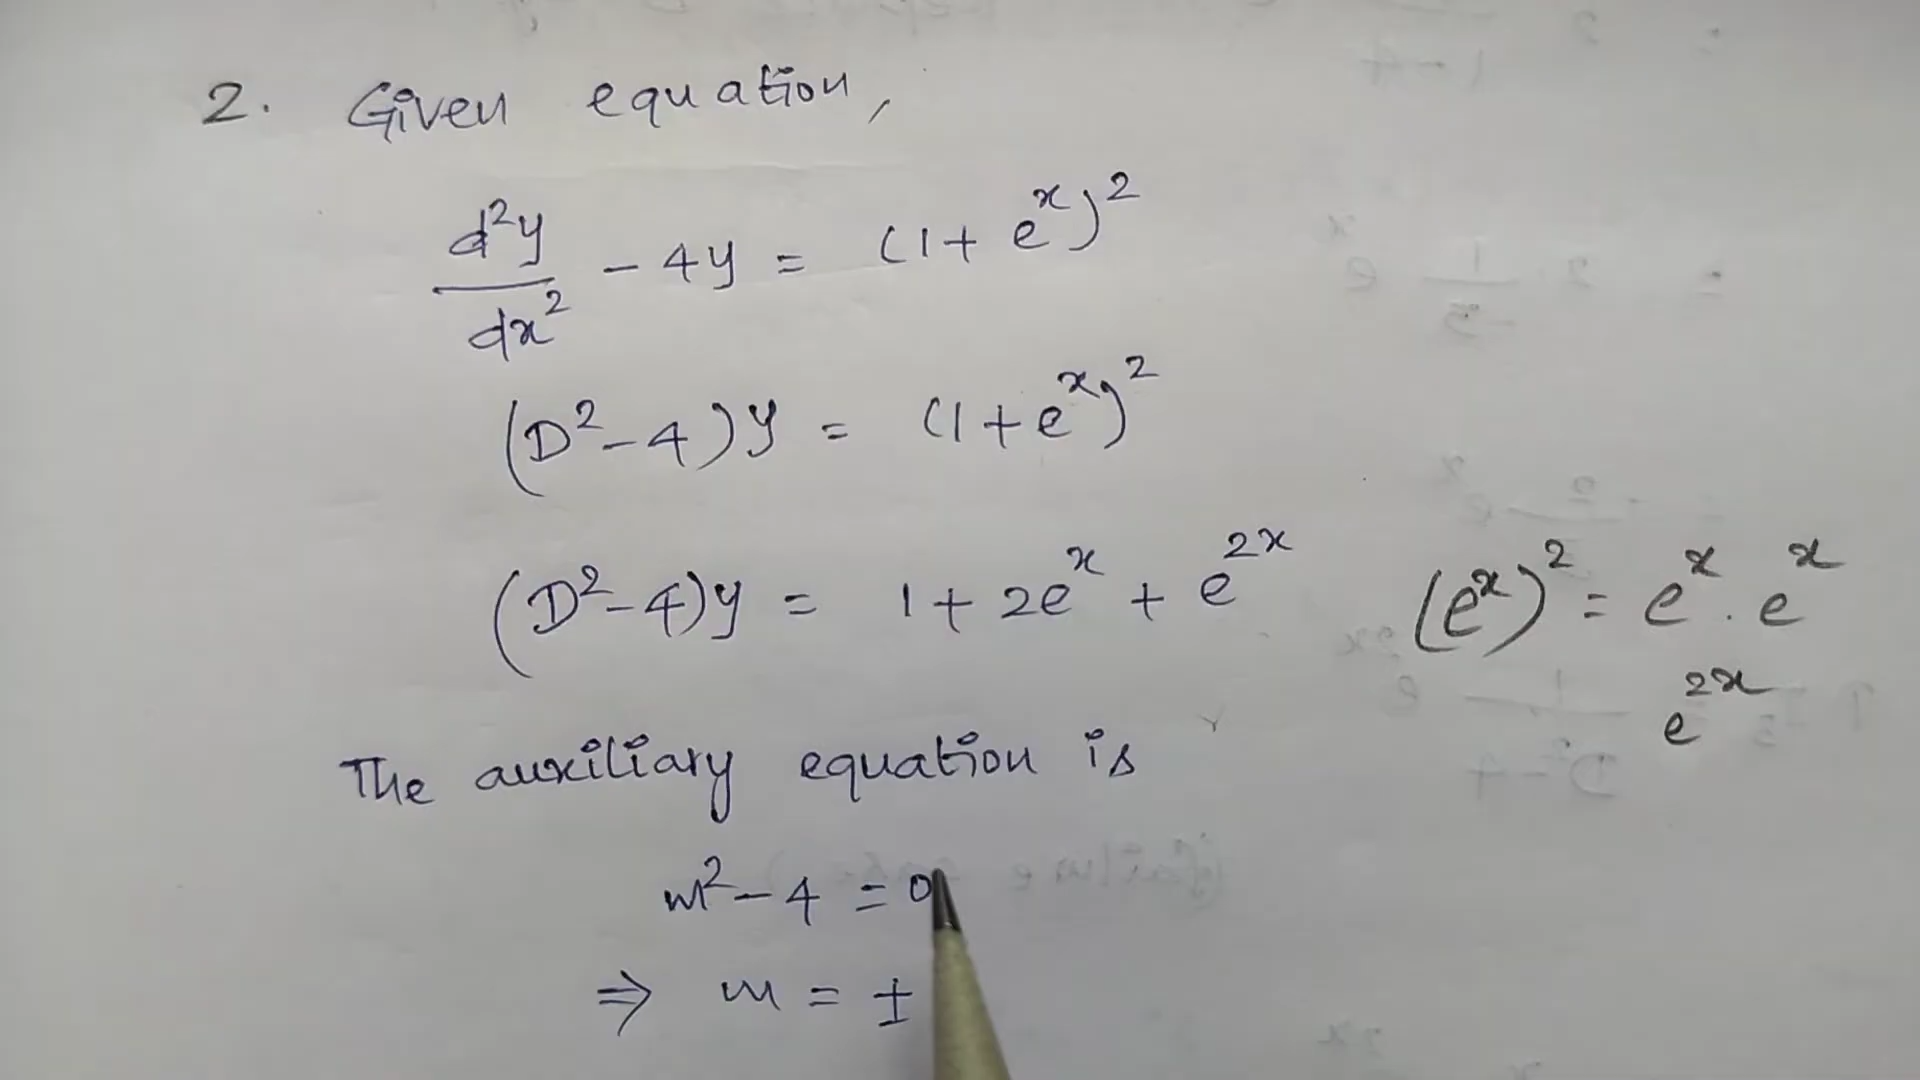 2. Given equation,
d²y/dx² - 4y = (1 + e^x)²
(D² - 4)y = (1 + e^x)²
(D² - 4)y = 1 + 2e^x + e^2x
(e^x)² = e^x . e^x
e^2x
The auxiliary equation is
m² - 4 = 0
⇒ m = ±